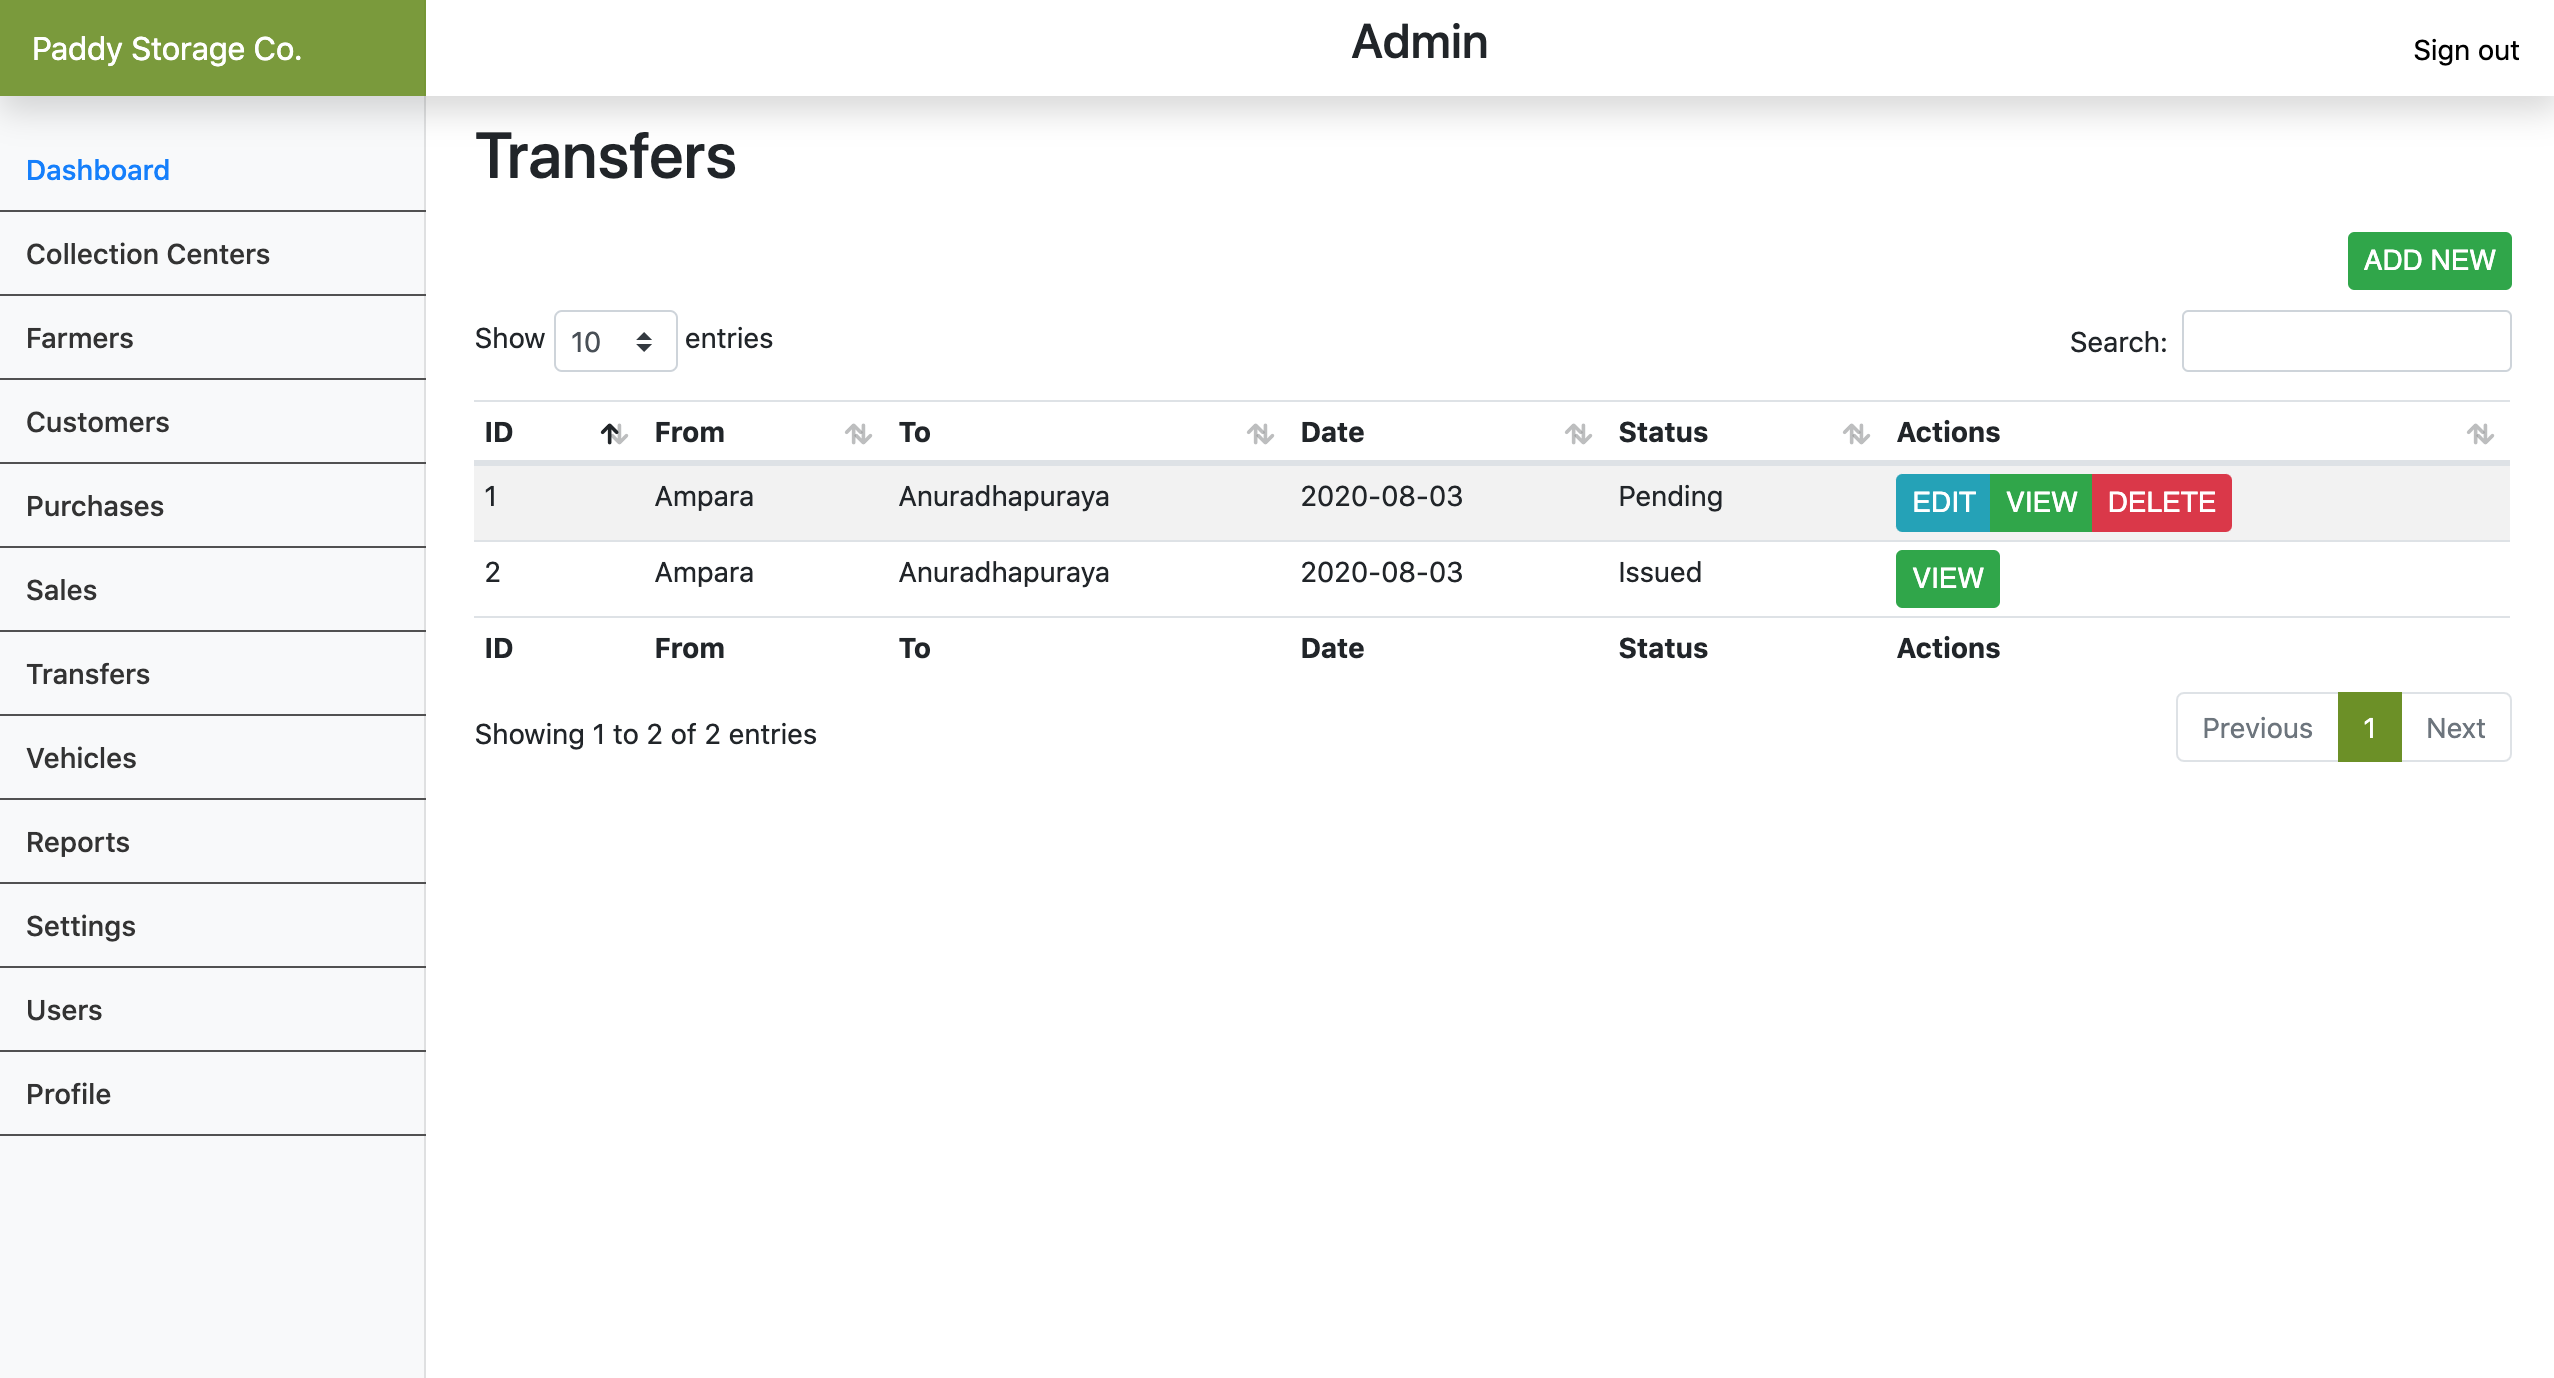 Paddy Storage Co.
Admin
Sign out
Dashboard
Collection Centers
Farmers
Customers
Purchases
Sales
Transfers
Vehicles
Reports
Settings
Users
Profile
Transfers
ADD NEW
Show 10 entries
Search:
ID From To Date Status Actions
1 Ampara Anuradhapuraya 2020-08-03 Pending EDIT VIEW DELETE
2 Ampara Anuradhapuraya 2020-08-03 Issued VIEW
ID From To Date Status Actions
Showing 1 to 2 of 2 entries
Previous 1 Next